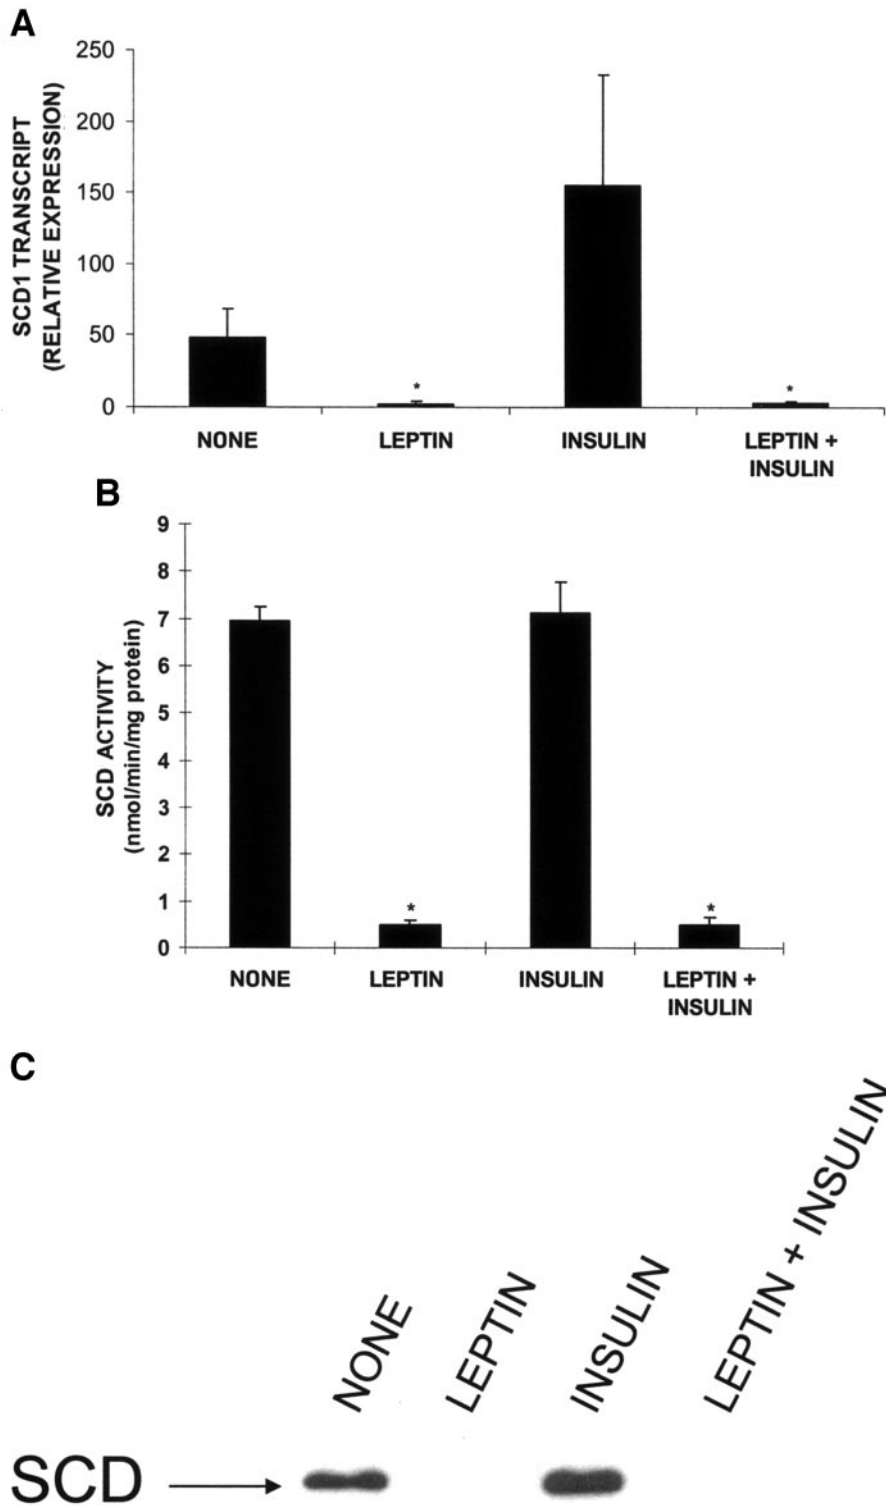 A
SCD1 TRANSCRIPT
(RELATIVE EXPRESSION)
250
200
150
100
50
0
*
*
NONE
LEPTIN
INSULIN
LEPTIN +
INSULIN
B
SCD ACTIVITY
(nmol/min/mg protein)
9
8
7
6
5
4
3
2
1
0
*
*
NONE
LEPTIN
INSULIN
LEPTIN +
INSULIN
C
NONE
LEPTIN
INSULIN
LEPTIN + INSULIN
SCD